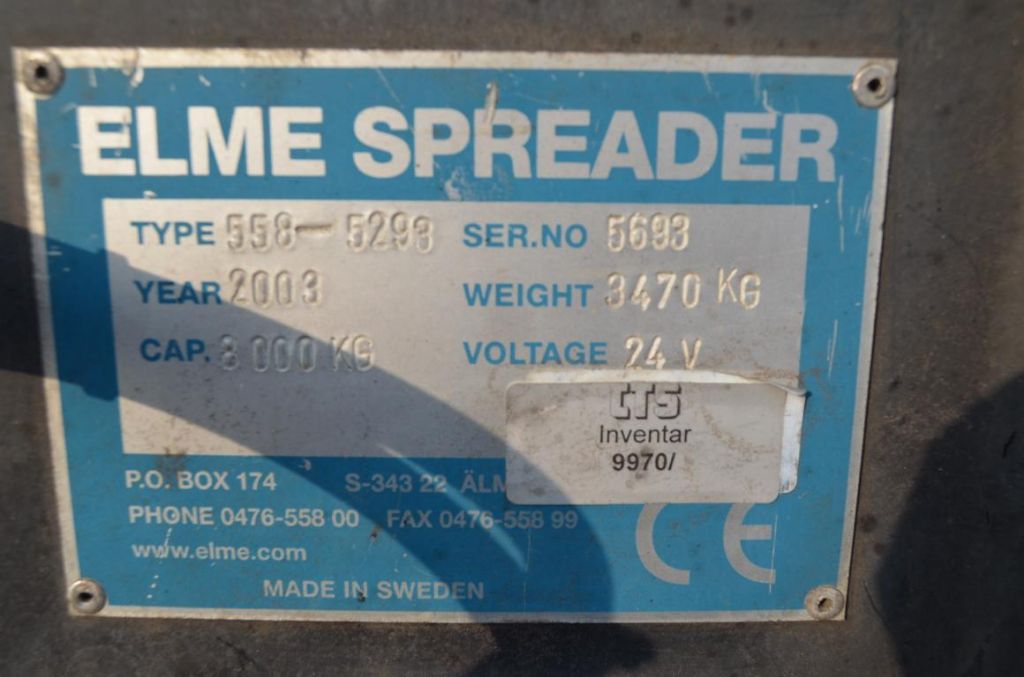 ELME SPREADER
TYPE 558-5293 SER.NO 5693
YEAR 2003 WEIGHT 3470 KG
CAP. 8 000 KG VOLTAGE 24 V
CTS
Inventar
9970/
P.O. BOX 174 S-343 22
PHONE 0476-558 00 FAX 0476-558 99
www.elme.com
MADE IN SWEDEN
CE